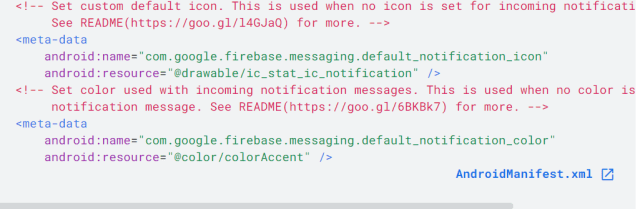 <!-- Set custom default icon. This is used when no icon is set for incoming notificati
See README(https://goo.gl/l4GJaQ) for more. -->
<meta-data
android:name="com.google.firebase.messaging.default_notification_icon"
android:resource="@drawable/ic_stat_ic_notification" />
<!-- Set color used with incoming notification messages. This is used when no color is
notification message. See README(https://goo.gl/6BKBk7) for more. -->
<meta-data
android:name="com.google.firebase.messaging.default_notification_color"
android:resource="@color/colorAccent" />
AndroidManifest.xml